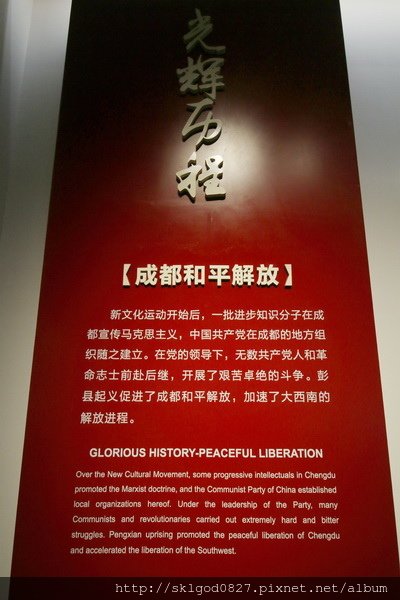 光辉历程
【成都和平解放】
新文化运动开始后，一批进步知识分子在成
都宣传马克思主义，中国共产党在成都的地方组
织随之建立。在党的领导下，无数共产党人和革
命志士前赴后继，开展了艰苦卓绝的斗争。彭
县起义促进了成都和平解放，加速了大西南的
解放进程。
GLORIOUS HISTORY-PEACEFUL LIBERATION
Over the New Cultural Movement, some progressive intellectuals in Chengdu
promoted the Marxist doctrine, and the Communist Party of China established
local organizations hereof. Under the leadership of the Party, many
Communists and revolutionaries carried out extremely hard and bitter
struggles. Pengxian uprising promoted the peaceful liberation of Chengdu
and accelerated the liberation of the Southwest.
http://sklgod0827.pixnet.net/album